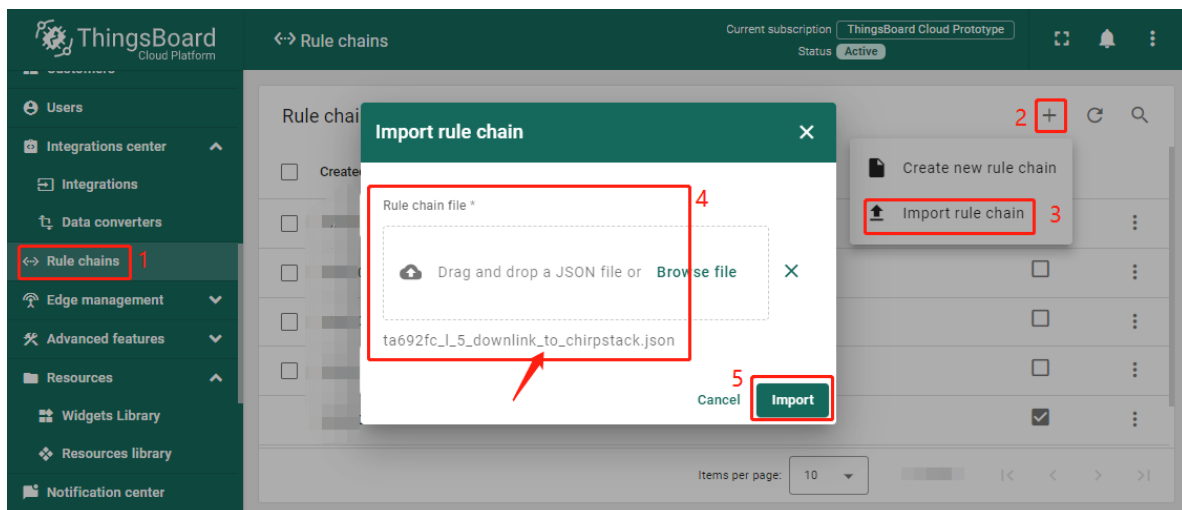 ThingsBoard
Cloud Platform
Rule chains
Current subscription ThingsBoard Cloud Prototype
Status Active
Customers
Users
Integrations center
Integrations
Data converters
Rule chains 1
Edge management
Advanced features
Resources
Widgets Library
Resources library
Notification center
Rule chai
2
Create
Import rule chain
Rule chain file *
4
Drag and drop a JSON file or Browse file
ta692fc_l_5_downlink_to_chirpstack.json
5
Cancel Import
Create new rule chain
Import rule chain 3
Items per page: 10